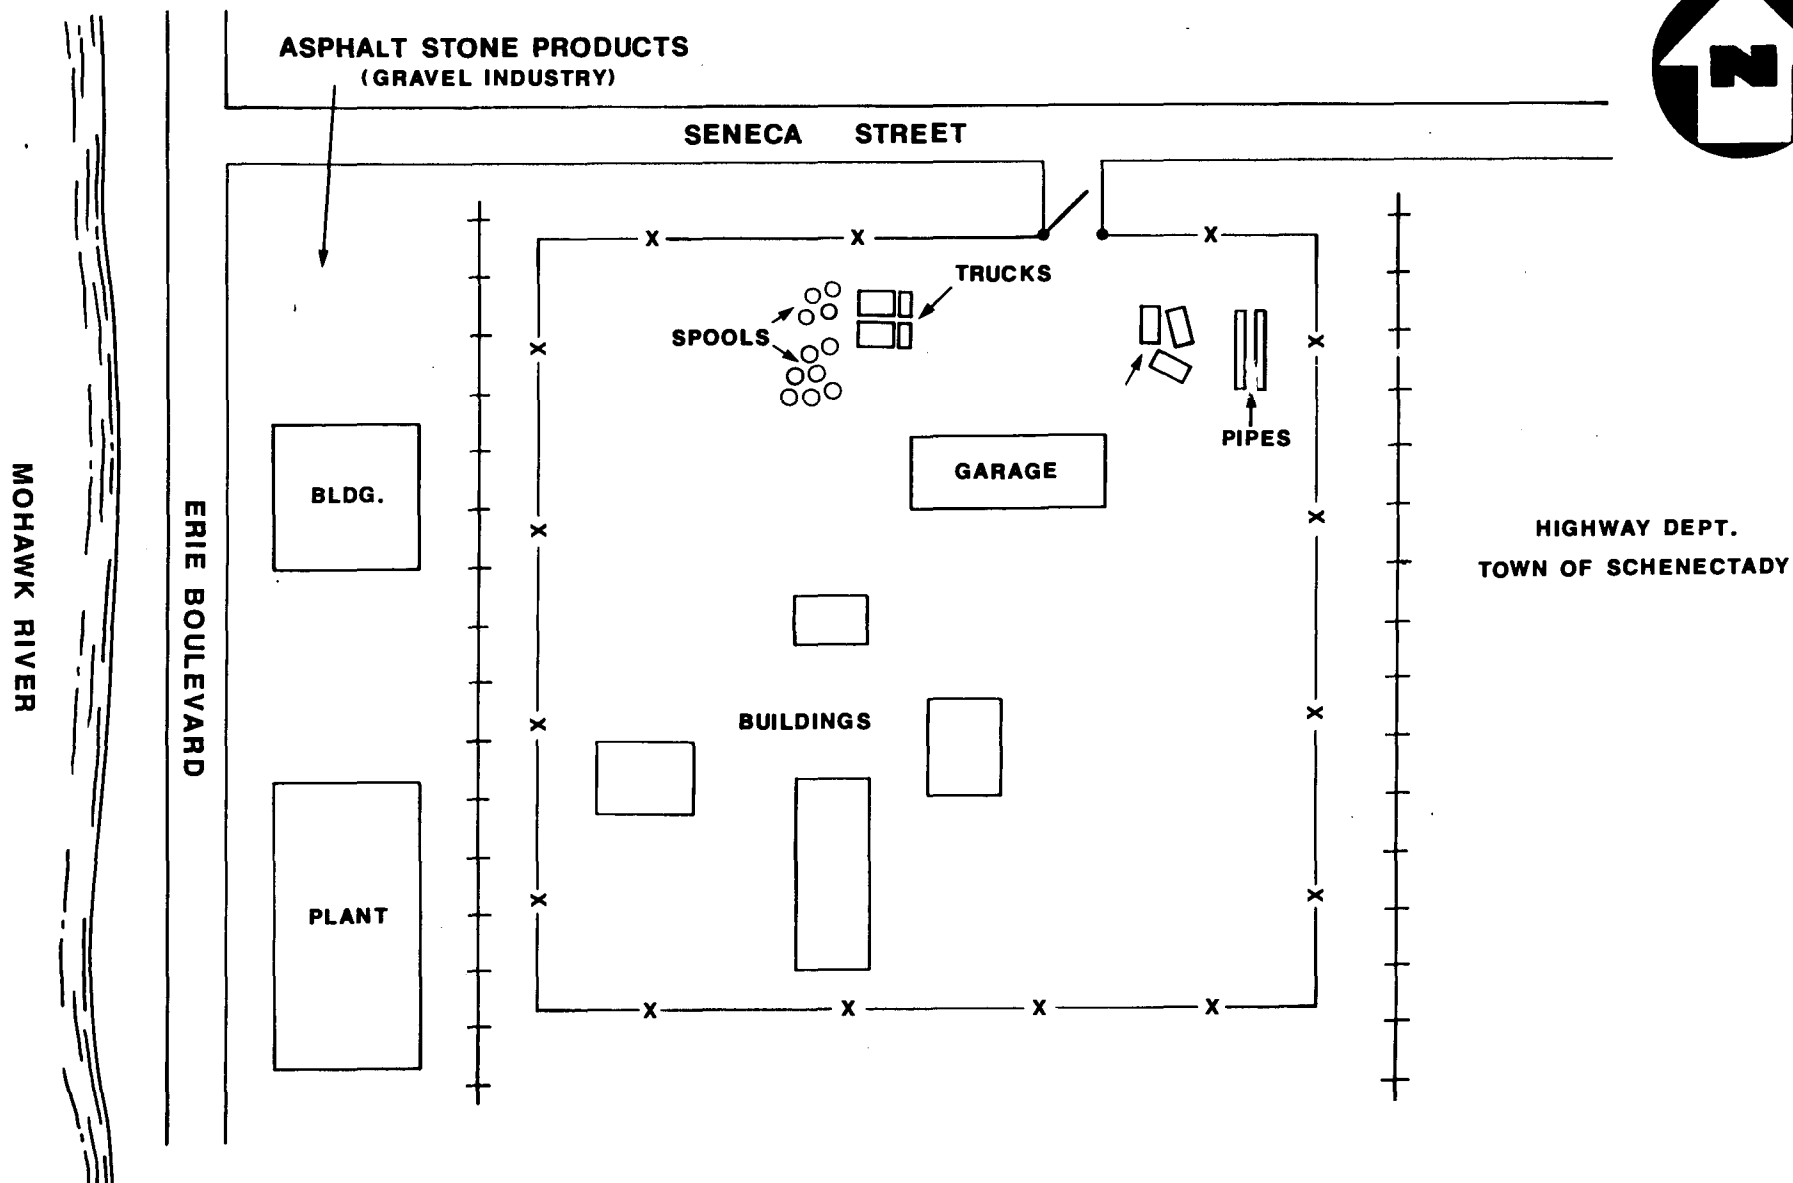 ASPHALT STONE PRODUCTS
(GRAVEL INDUSTRY)
N
SENECA STREET
TRUCKS
SPOOLS
PIPES
GARAGE
BLDG.
HIGHWAY DEPT.
TOWN OF SCHENECTADY
MOHAWK RIVER
ERIE BOULEVARD
BUILDINGS
PLANT